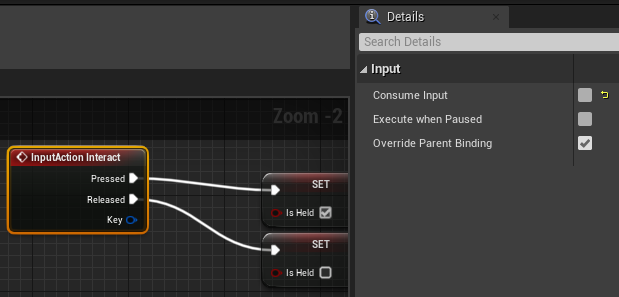 Details
Search Details
Input
Consume Input
Execute when Paused
Override Parent Binding
Zoom -2
InputAction Interact
Pressed
Released
Key
SET
Is Held
SET
Is Held